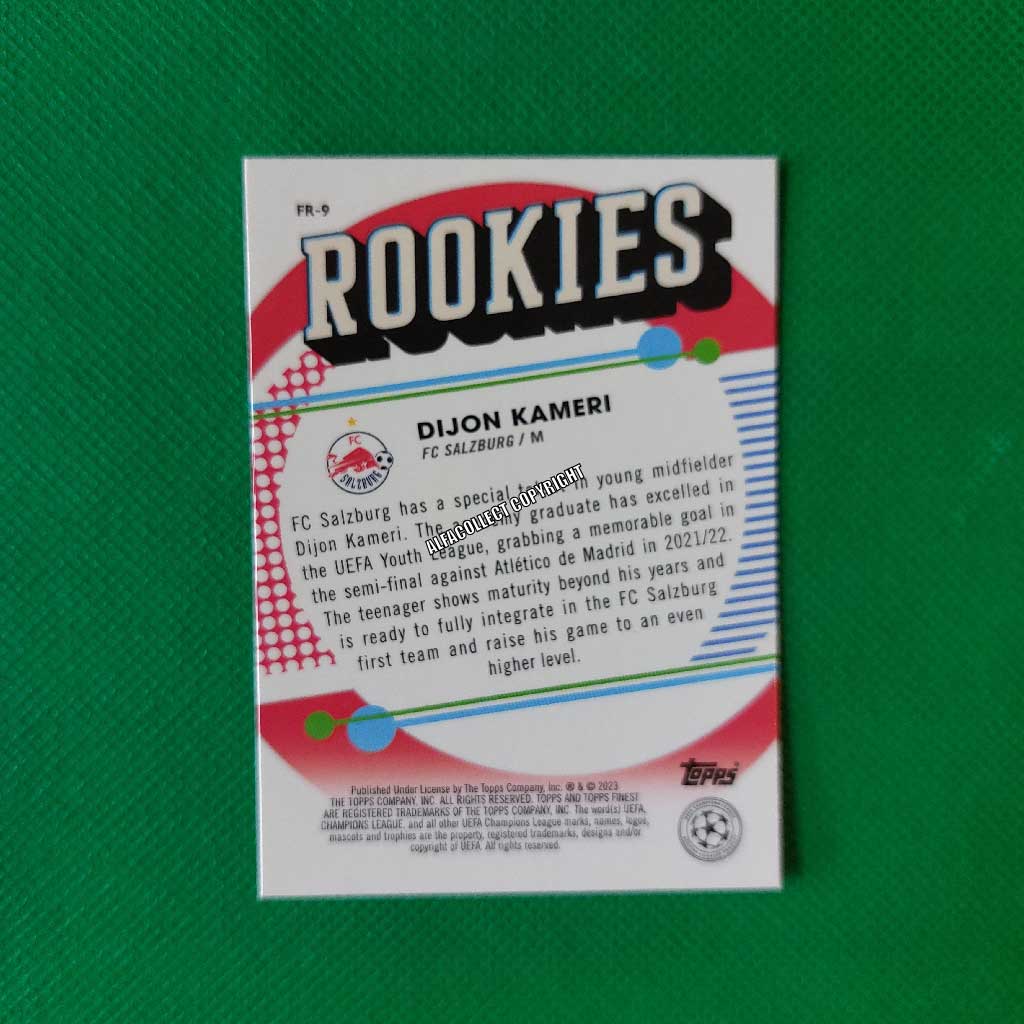 FR-9
ROOKIES
DIJON KAMERI
FC SALZBURG / M
FC
SALZBURG
FC Salzburg has a special in young midfielder
Dijon Kameri. The graduate has excelled in
the UEFA Youth League, grabbing a memorable goal in
the semi-final against Atlético de Madrid in 2021/22.
The teenager shows maturity beyond his years and
is ready to fully integrate in the FC Salzburg
first team and raise his game to an even
higher level.
ALFACOLLECT COPYRIGHT
topps
Published Under License by The Topps Company, Inc. ® & © 2023
THE TOPPS COMPANY, INC. ALL RIGHTS RESERVED. TOPPS AND TOPPS FINEST
ARE REGISTERED TRADEMARKS OF THE TOPPS COMPANY, INC. The word(s) UEFA,
CHAMPIONS LEAGUE, and all other UEFA Champions League marks, names, logos,
mascots and trophies are the property, registered trademarks, designs and/or
copyright of UEFA. All rights reserved.